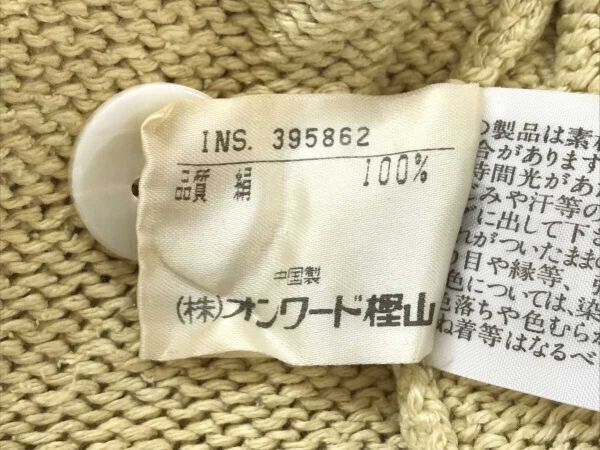 INS. 395862
品質 絹 100%
中国製
(株)オンワード樫山
の製品は素材
合があります
時間光があた
ごみや汗等の
に出して下さ
れがついたまま
の目や縁等、
色については、染
色落ちや色むらが
ね着等はなるべ